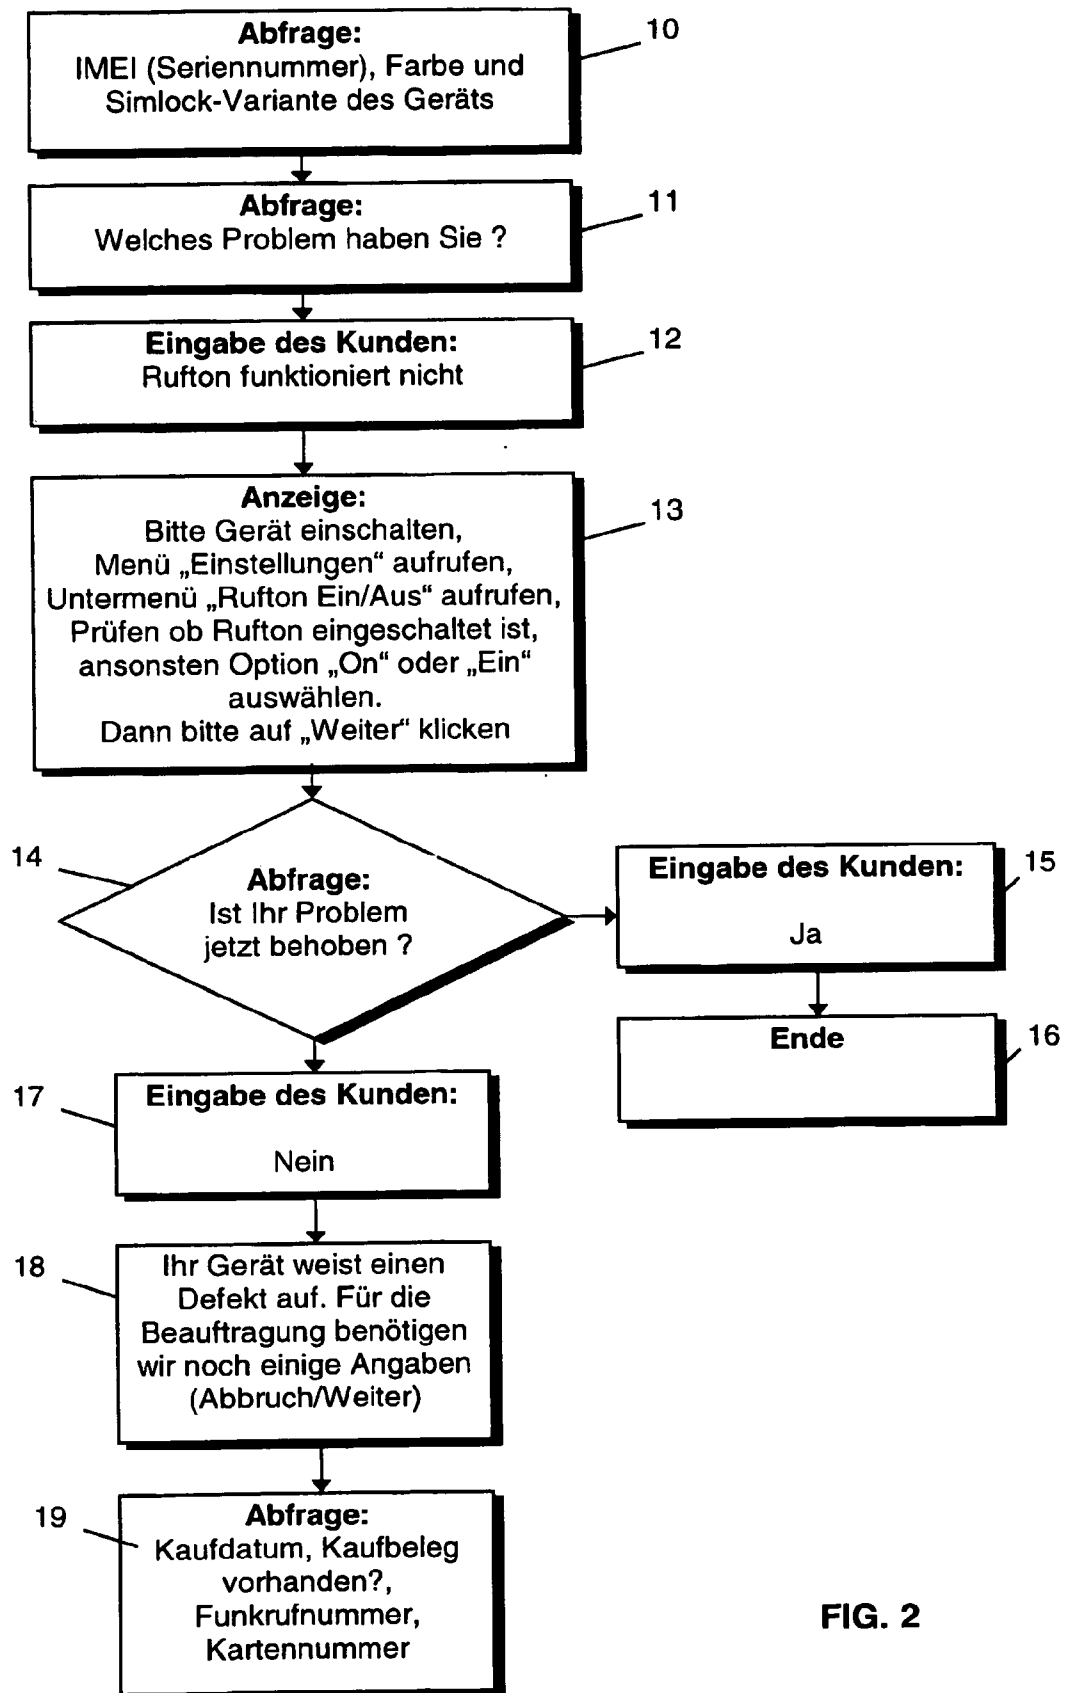 Abfrage:
IMEI (Seriennummer), Farbe und
Simlock-Variante des Geräts
10
Abfrage:
Welches Problem haben Sie ?
11
Eingabe des Kunden:
Rufton funktioniert nicht
12
Anzeige:
Bitte Gerät einschalten,
Menü „Einstellungen“ aufrufen,
Untermenü „Rufton Ein/Aus“ aufrufen,
Prüfen ob Rufton eingeschaltet ist,
ansonsten Option „On“ oder „Ein“
auswählen.
Dann bitte auf „Weiter“ klicken
13
14
Abfrage:
Ist Ihr Problem
jetzt behoben ?
Eingabe des Kunden:
Ja
15
Ende
16
17
Eingabe des Kunden:
Nein
18
Ihr Gerät weist einen
Defekt auf. Für die
Beauftragung benötigen
wir noch einige Angaben
(Abbruch/Weiter)
19
Abfrage:
Kaufdatum, Kaufbeleg
vorhanden?,
Funkrufnummer,
Kartennummer
FIG. 2